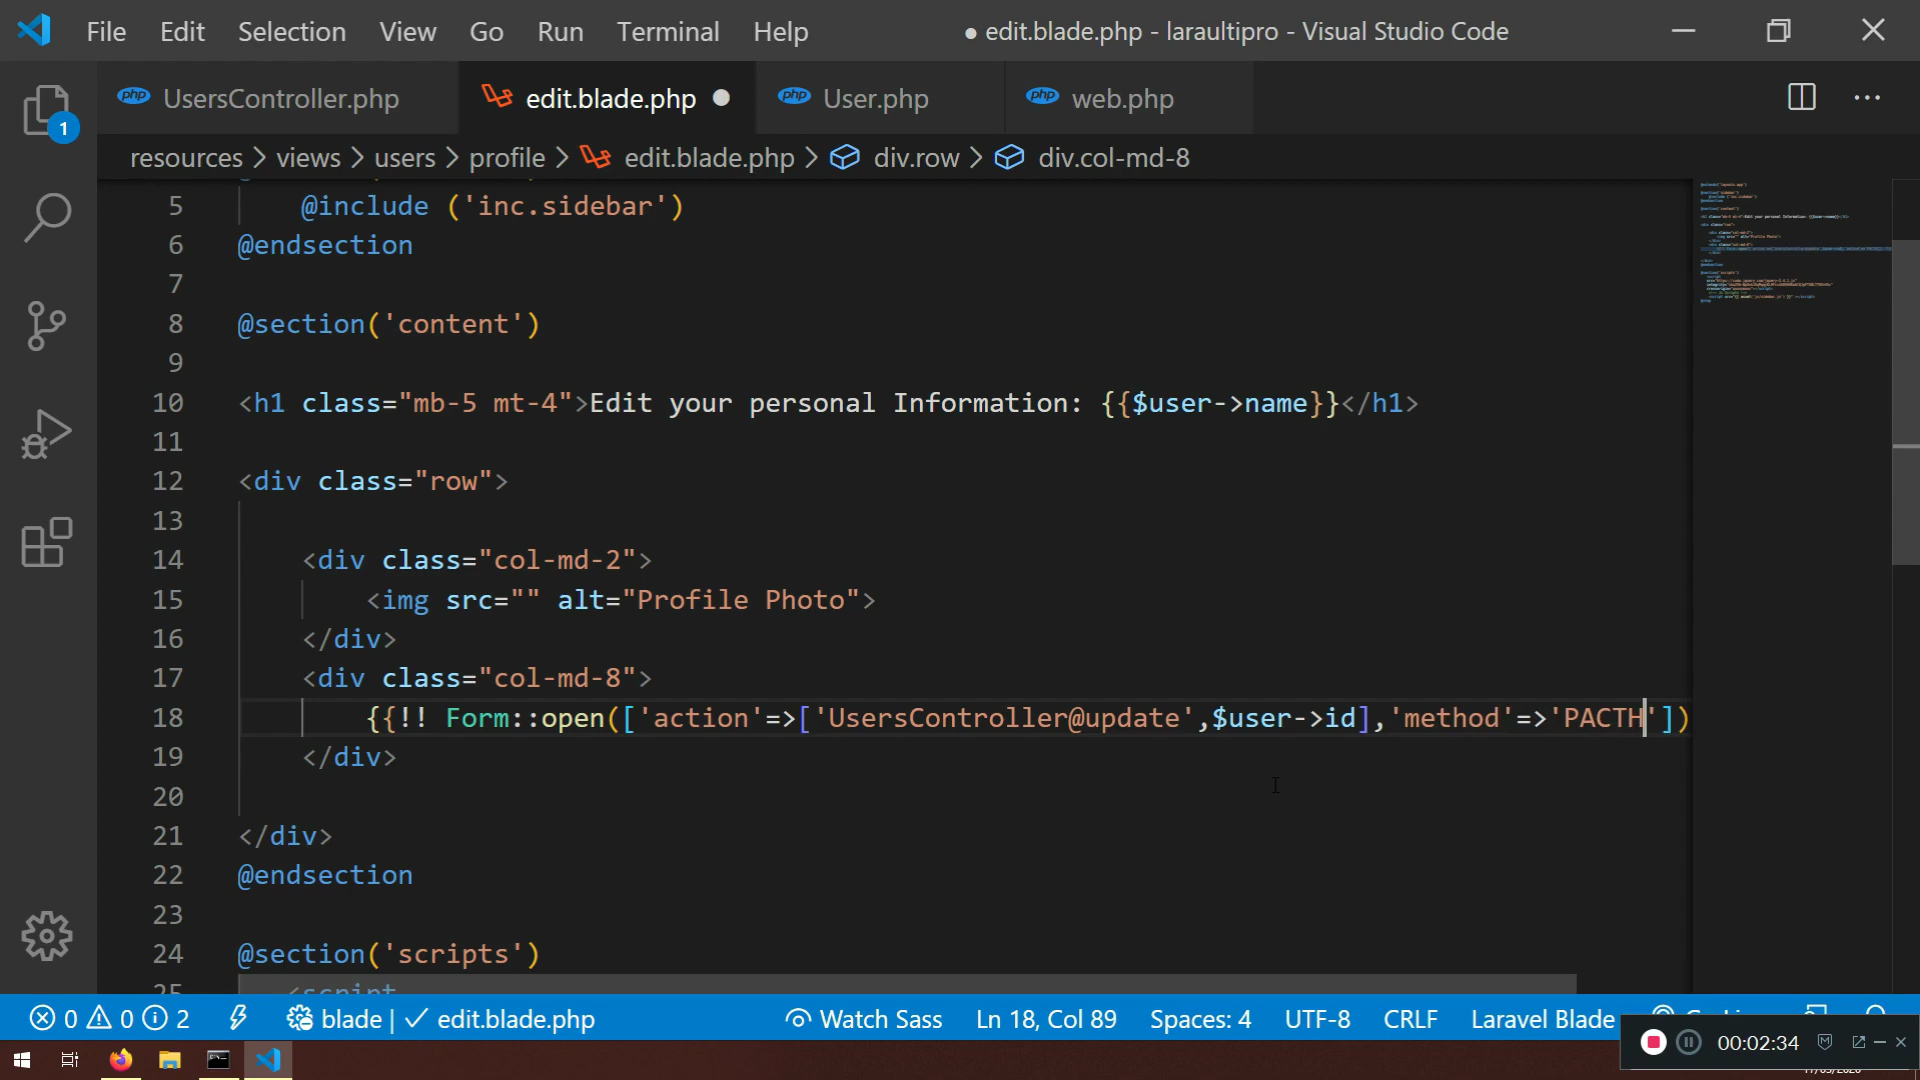 File Edit Selection View Go Run Terminal Help ● edit.blade.php - laraultipro - Visual Studio Code
php UsersController.php edit.blade.php ● php User.php php web.php
1
resources > views > users > profile > edit.blade.php > div.row > div.col-md-8
5 @include ('inc.sidebar')
6 @endsection
7
8 @section('content')
9
10 <h1 class="mb-5 mt-4">Edit your personal Information: {{$user->name}}</h1>
11
12 <div class="row">
13
14 <div class="col-md-2">
15 <img src="" alt="Profile Photo">
16 </div>
17 <div class="col-md-8">
18 {{!! Form::open(['action'=>['UsersController@update',$user->id],'method'=>'PACTH'])
19 </div>
20
21 </div>
22 @endsection
23
24 @section('scripts')
25 <script
0 0 2 blade | ✓ edit.blade.php Watch Sass Ln 18, Col 89 Spaces: 4 UTF-8 CRLF Laravel Blade
00:02:34